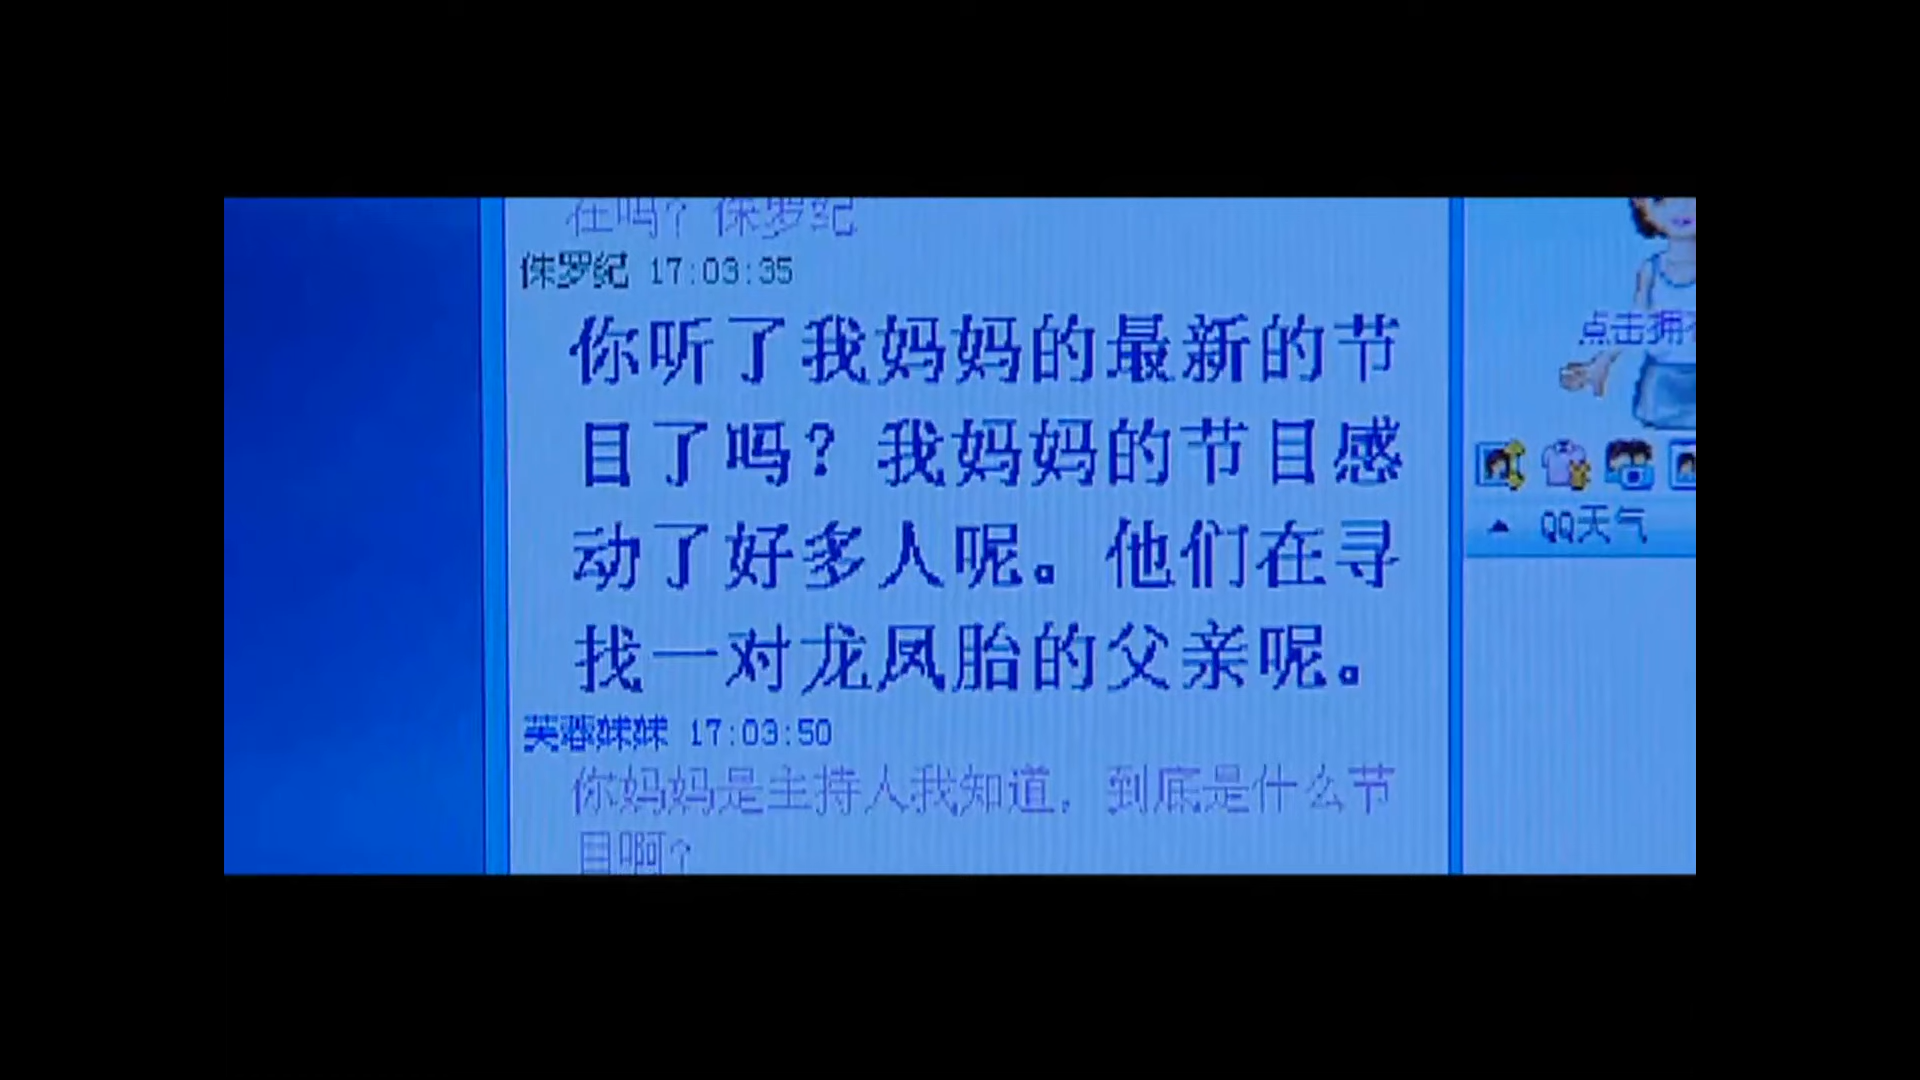 在吗？侏罗纪
侏罗纪 17:03:35
你听了我妈妈的最新的节
目了吗？我妈妈的节目感
动了好多人呢。他们在寻
找一对龙凤胎的父亲呢。
芙蓉妹妹 17:03:50
你妈妈是主持人我知道，到底是什么节
目啊？
点击拥有
QQ天气